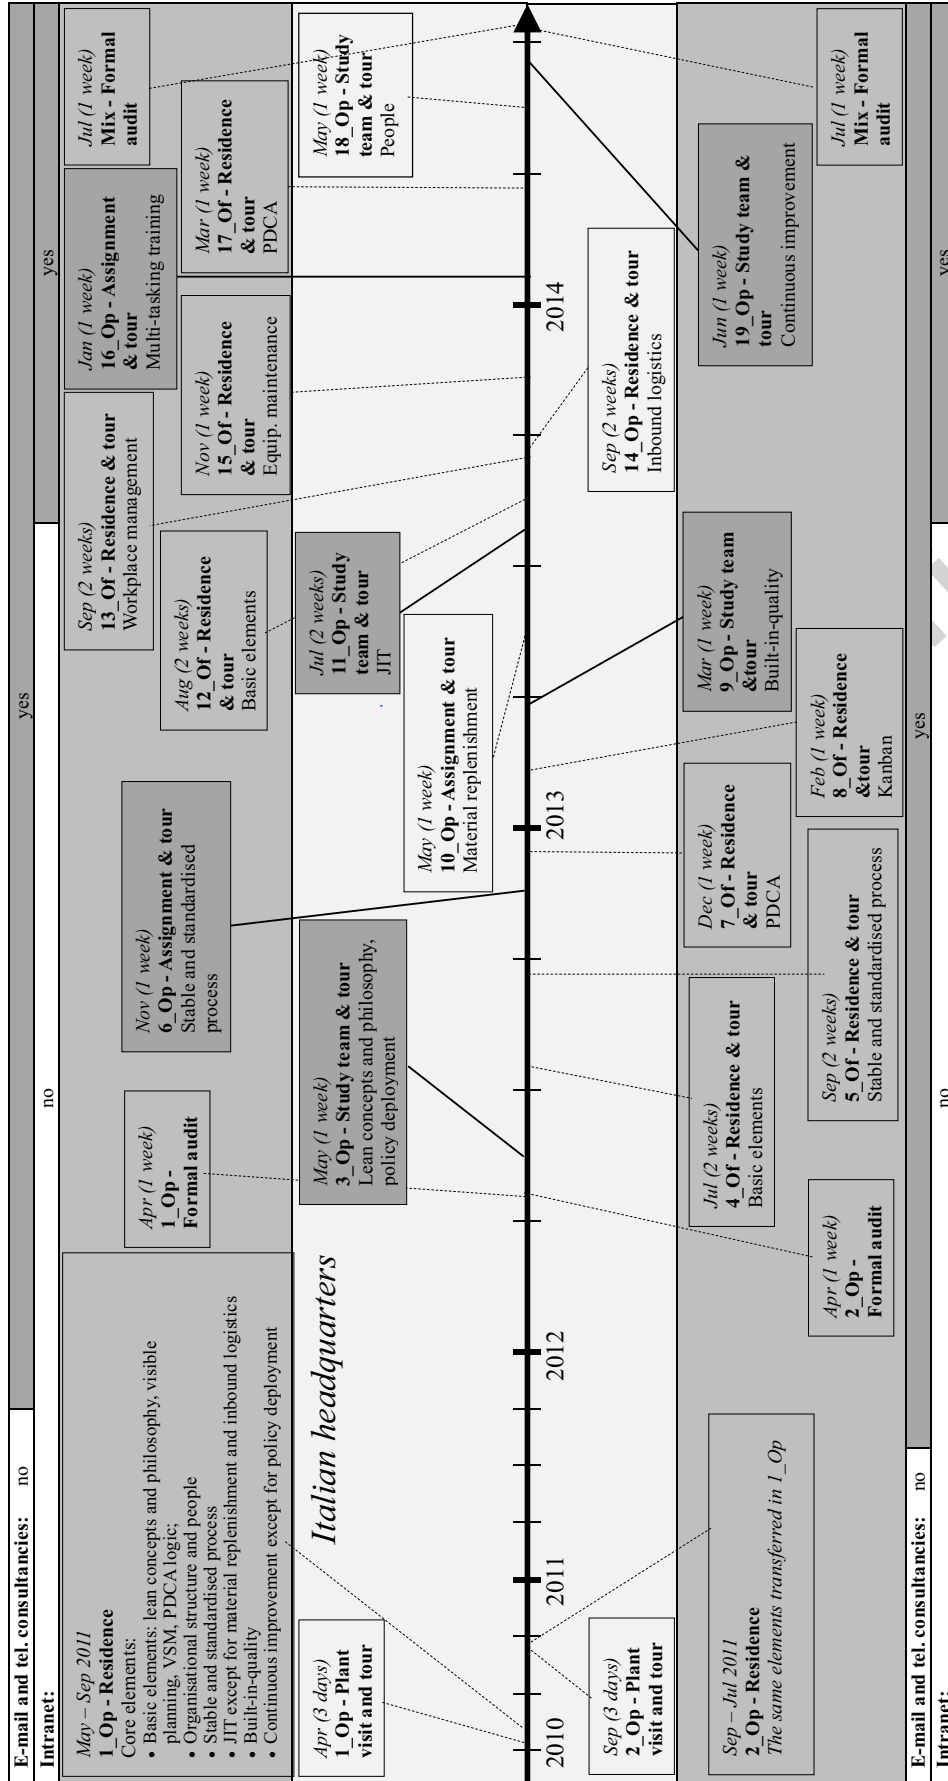 E-mail and tel. consultancies:
no
yes
Intranet:
no
yes
May – Sep 2011
1_Op - Residence
Core elements:
• Basic elements: lean concepts and philosophy, visible
planning, VSM, PDCA logic;
• Organisational structure and people
• Stable and standardised process
• JIT except for material replenishment and inbound logistics
• Built-in-quality
• Continuous improvement except for policy deployment
Apr (1 week)
1_Op -
Formal audit
Nov (1 week)
6_Op - Assignment & tour
Stable and standardised
process
Aug (2 weeks)
12_Of - Residence
& tour
Basic elements
Sep (2 weeks)
13_Of - Residence & tour
Workplace management
Nov (1 week)
15_Of - Residence
& tour
Equip. maintenance
Jan (1 week)
16_Op - Assignment
& tour
Multi-tasking training
Mar (1 week)
17_Of - Residence
& tour
PDCA
Jul (1 week)
Mix - Formal
audit
Apr (3 days)
1_Op - Plant
visit and tour
Italian headquarters
May (1 week)
3_Op - Study team & tour
Lean concepts and philosophy,
policy deployment
May (1 week)
10_Op - Assignment & tour
Material replenishment
Jul (2 weeks)
11_Op - Study
team & tour
JIT
May (1 week)
18_Op - Study
team & tour
People
2010
2011
2012
2013
2014
Sep (3 days)
2_Op - Plant
visit and tour
Sep (2 weeks)
14_Op - Residence & tour
Inbound logistics
Sep – Jul 2011
2_Op - Residence
The same elements transferred in 1_Op
Apr (1 week)
2_Op -
Formal audit
Jul (2 weeks)
4_Of - Residence & tour
Basic elements
Sep (2 weeks)
5_Of - Residence & tour
Stable and standardised process
Dec (1 week)
7_Of - Residence
& tour
PDCA
Feb (1 week)
8_Of - Residence
&tour
Kanban
Mar (1 week)
9_Op - Study team
&tour
Built-in-quality
Jun (1 week)
19_Op - Study team &
tour
Continuous improvement
Jul (1 week)
Mix - Formal
audit
E-mail and tel. consultancies:
no
yes
Intranet:
no
yes